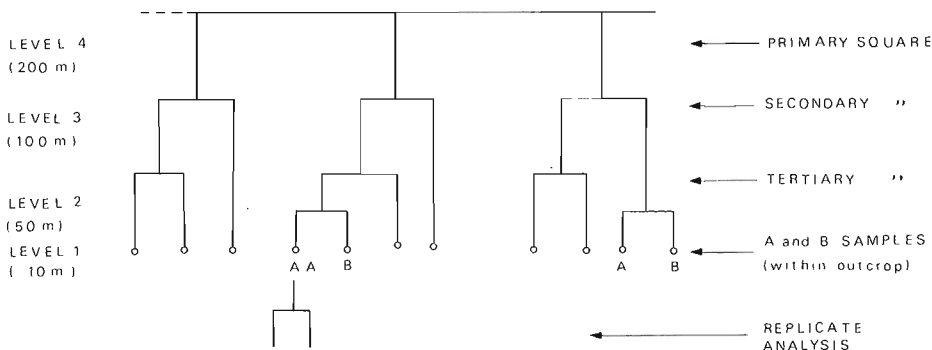 LEVEL 4
(200 m)
LEVEL 3
(100 m)
LEVEL 2
(50 m)
LEVEL 1
( 10m)
A A B
A B
PRIMARY SQUARE
SECONDARY "
TERTIARY "
A and B SAMPLES
(within outcrop)
REPLICATE
ANALYSIS